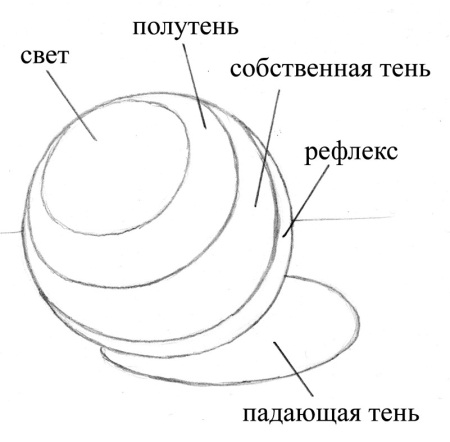 полутень
свет
собственная тень
рефлекс
падающая тень